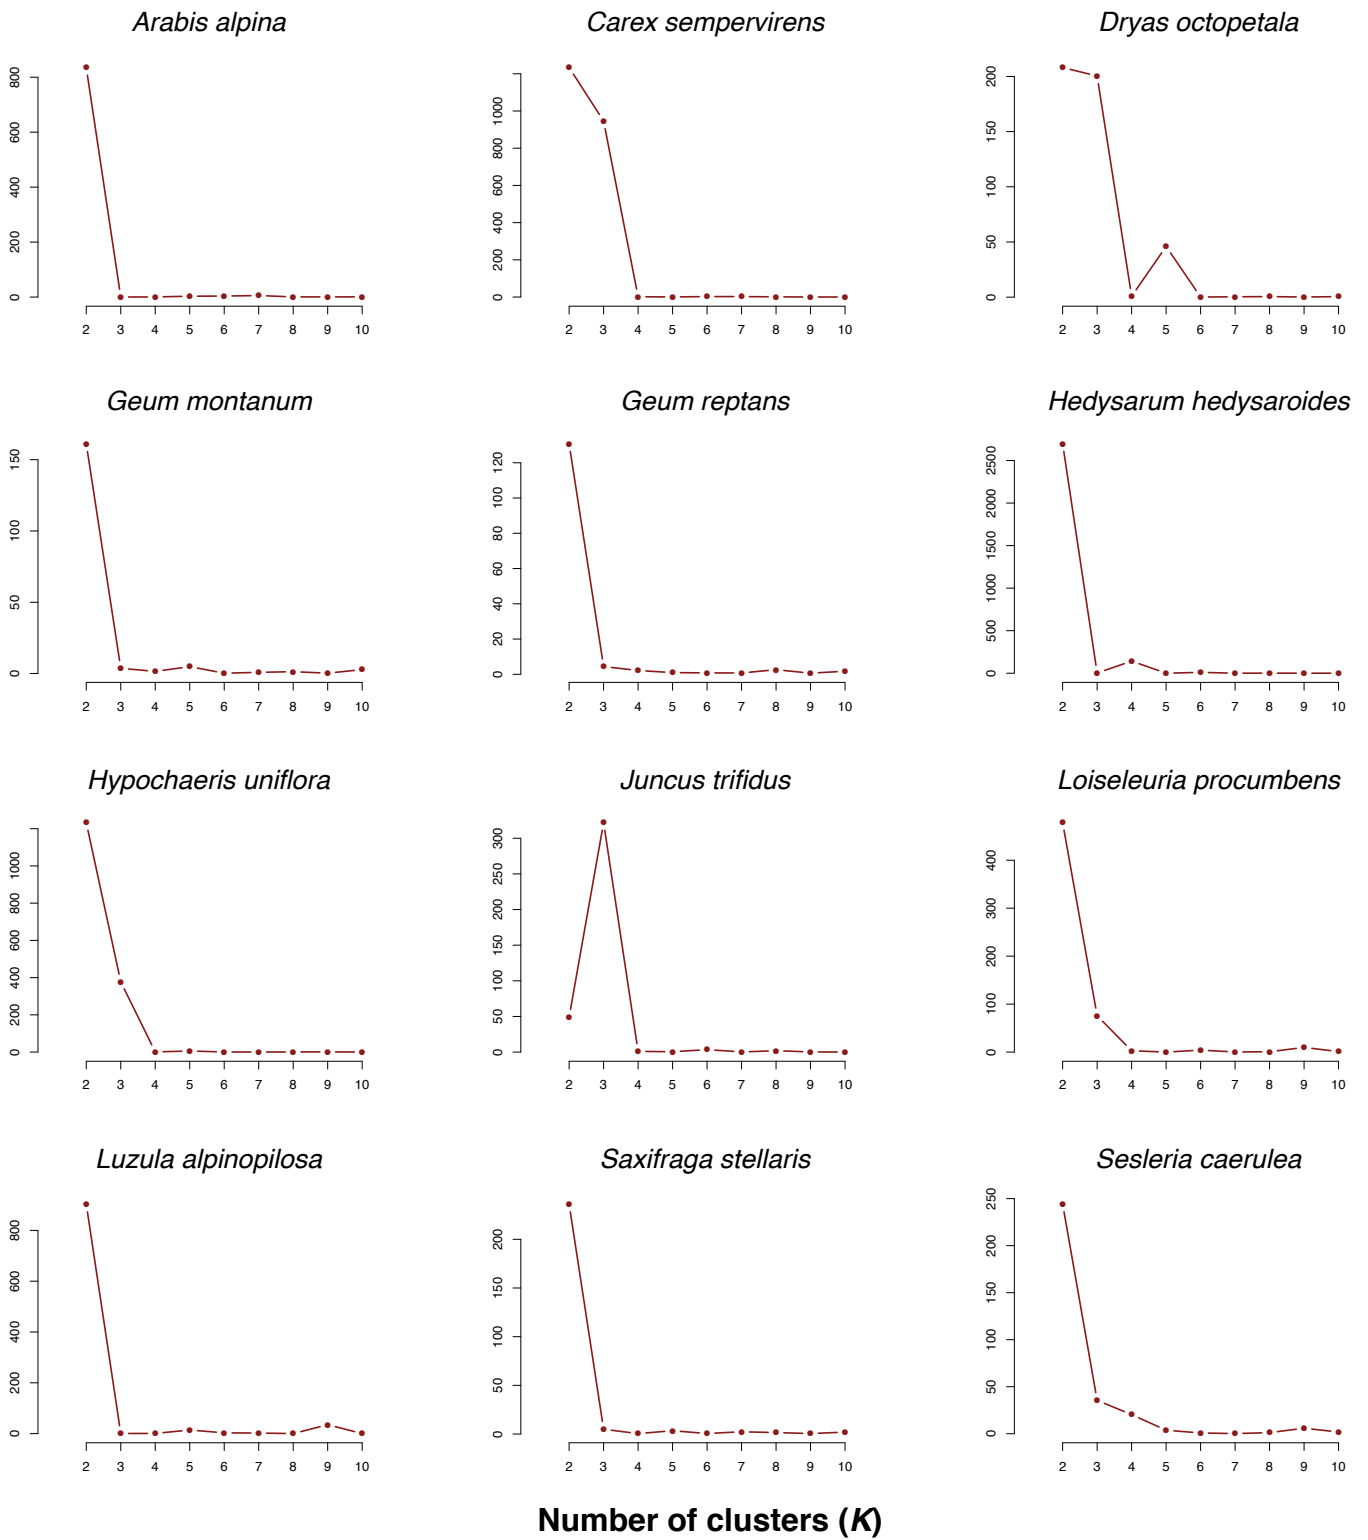 Arabis alpina
Carex sempervirens
Dryas octopetala
0 200 400 600 800
2 3 4 5 6 7 8 9 10
0 200 400 600 800 1000
2 3 4 5 6 7 8 9 10
0 50 100 150 200
2 3 4 5 6 7 8 9 10
Geum montanum
Geum reptans
Hedysarum hedysaroides
0 50 100 150
2 3 4 5 6 7 8 9 10
0 20 40 60 80 100 120
2 3 4 5 6 7 8 9 10
0 500 1000 1500 2000 2500
2 3 4 5 6 7 8 9 10
Hypochaeris uniflora
Juncus trifidus
Loiseleuria procumbens
0 200 400 600 800 1000
2 3 4 5 6 7 8 9 10
0 50 100 150 200 250 300
2 3 4 5 6 7 8 9 10
0 100 200 300 400
2 3 4 5 6 7 8 9 10
Luzula alpinopilosa
Saxifraga stellaris
Sesleria caerulea
0 200 400 600 800
2 3 4 5 6 7 8 9 10
0 50 100 150 200
2 3 4 5 6 7 8 9 10
0 50 100 150 200 250
2 3 4 5 6 7 8 9 10
Number of clusters (K)